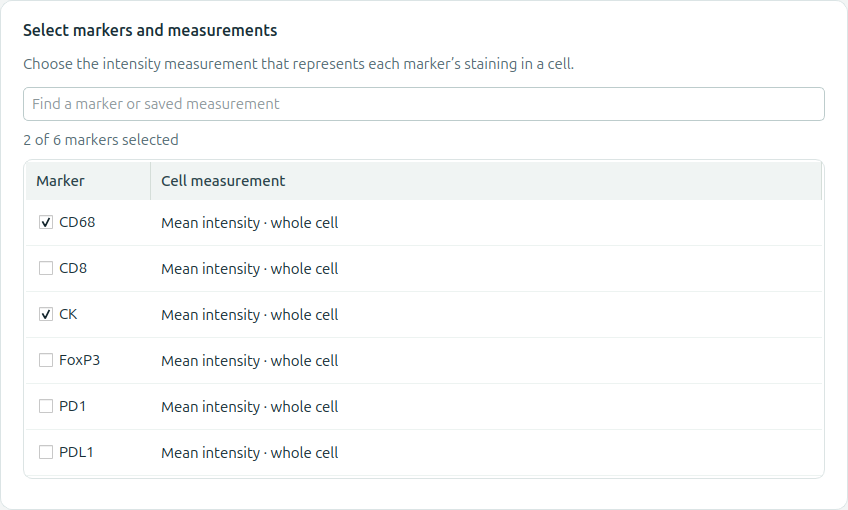 Select markers and measurements
Choose the intensity measurement that represents each marker’s staining in a cell.
Find a marker or saved measurement
2 of 6 markers selected
Marker Cell measurement
CD68 Mean intensity · whole cell
CD8 Mean intensity · whole cell
CK Mean intensity · whole cell
FoxP3 Mean intensity · whole cell
PD1 Mean intensity · whole cell
PDL1 Mean intensity · whole cell